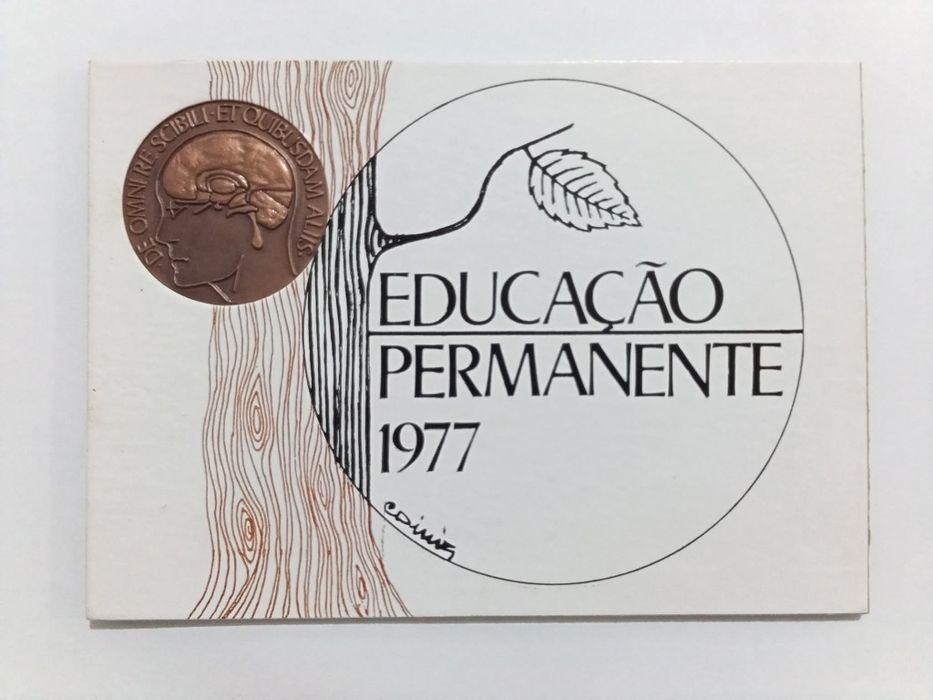 DE OMNI RE SCIBILI·ET QUIBUSDAM ALIIS·
EDUCAÇÃO
PERMANENTE
1977